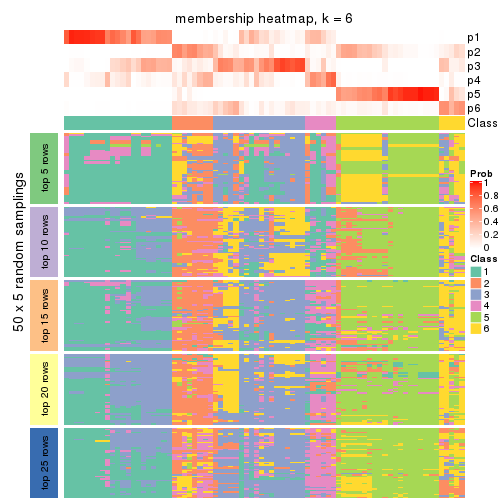 membership heatmap, k = 6
p1
p2
p3
p4
p5
p6
Class
50 x 5 random samplings
top 5 rows
top 10 rows
top 15 rows
top 20 rows
top 25 rows
Prob
1
0.8
0.6
0.4
0.2
0
Class
1
2
3
4
5
6